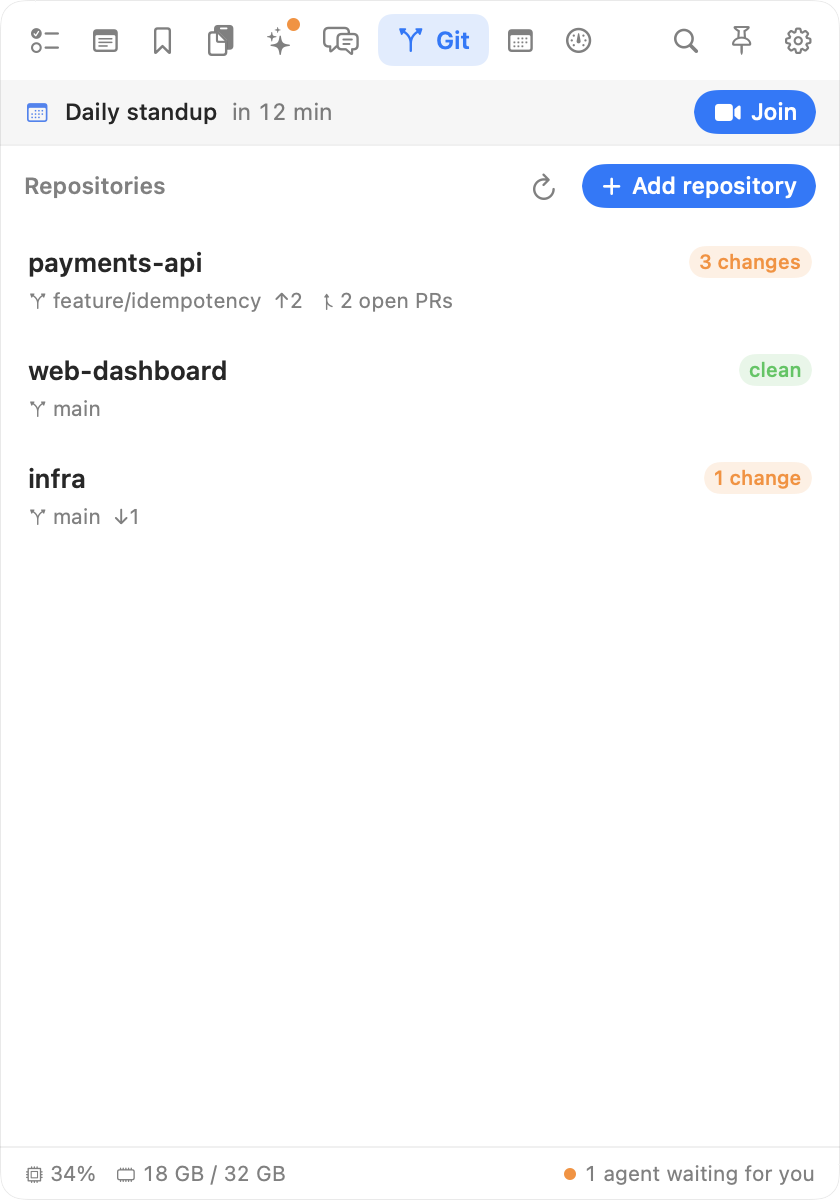 Git
Daily standup in 12 min
Join
Repositories
+ Add repository
payments-api
3 changes
feature/idempotency ↑2 2 open PRs
web-dashboard
clean
main
infra
1 change
main ↓1
34% 18 GB / 32 GB
1 agent waiting for you